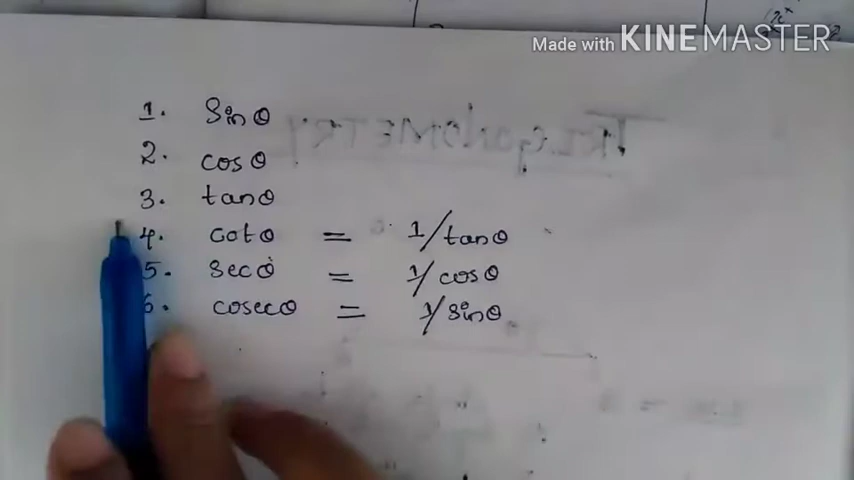 Made with KINEMASTER
1. sinθ
2. cosθ
3. tanθ
4. cotθ = 1/tanθ
5. secθ = 1/cosθ
6. cosecθ = 1/sinθ